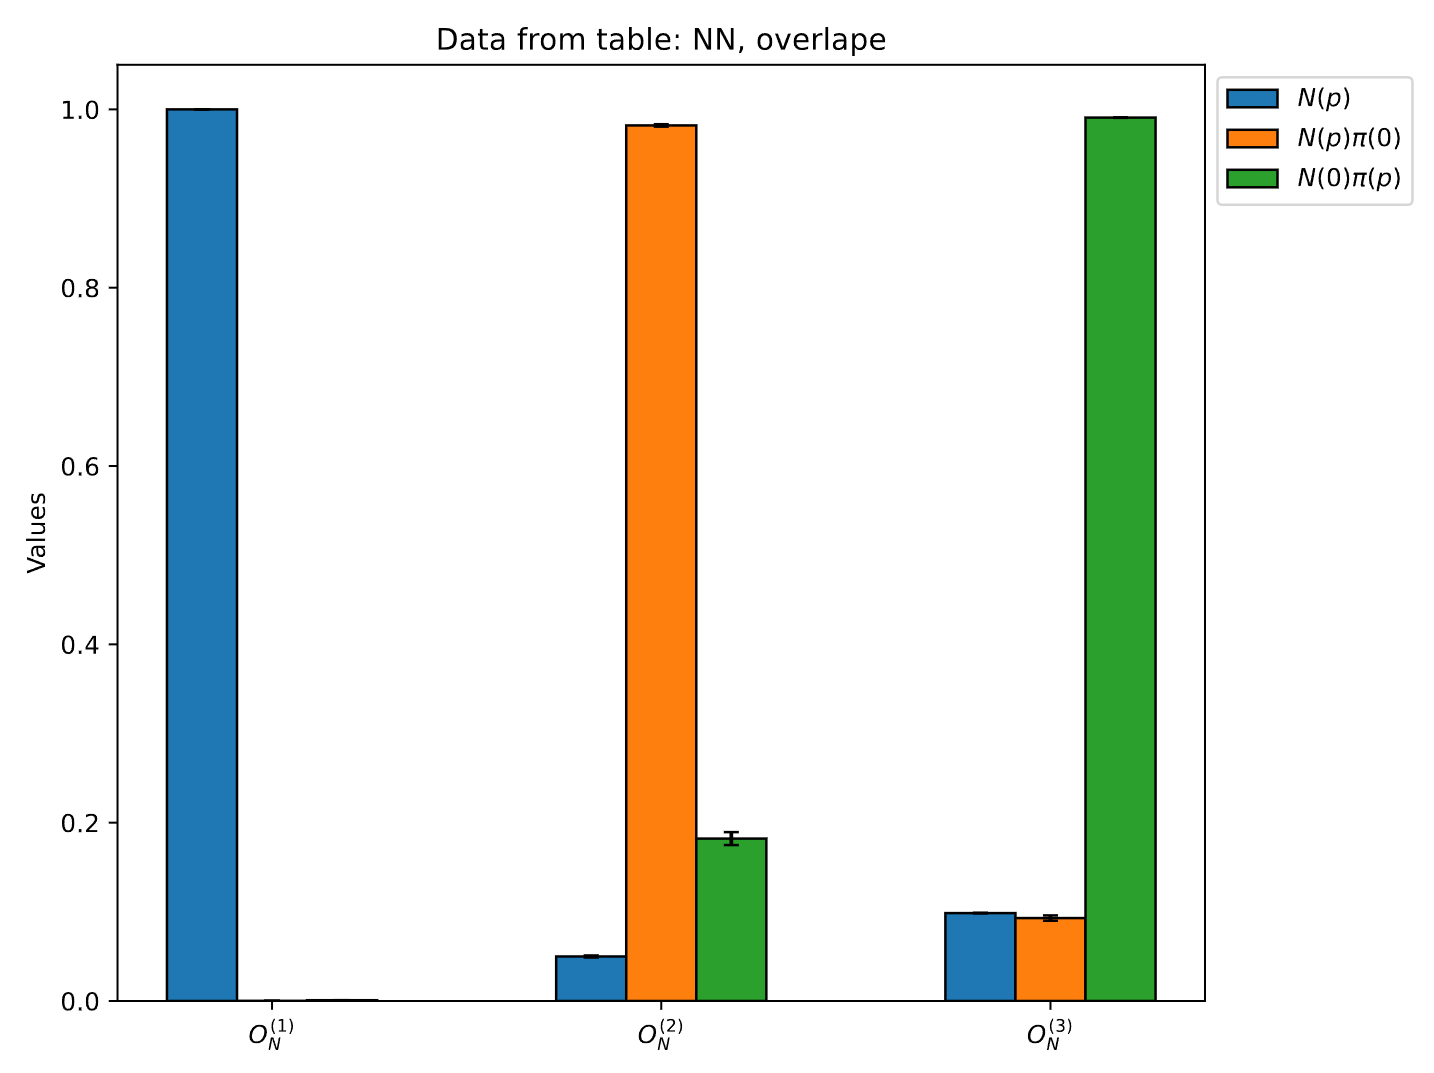 Data from table: NN, overlape
N(p)
N(p)π(0)
N(0)π(p)
Values
1.0
0.8
0.6
0.4
0.2
0.0
O_N^{(1)}
O_N^{(2)}
O_N^{(3)}